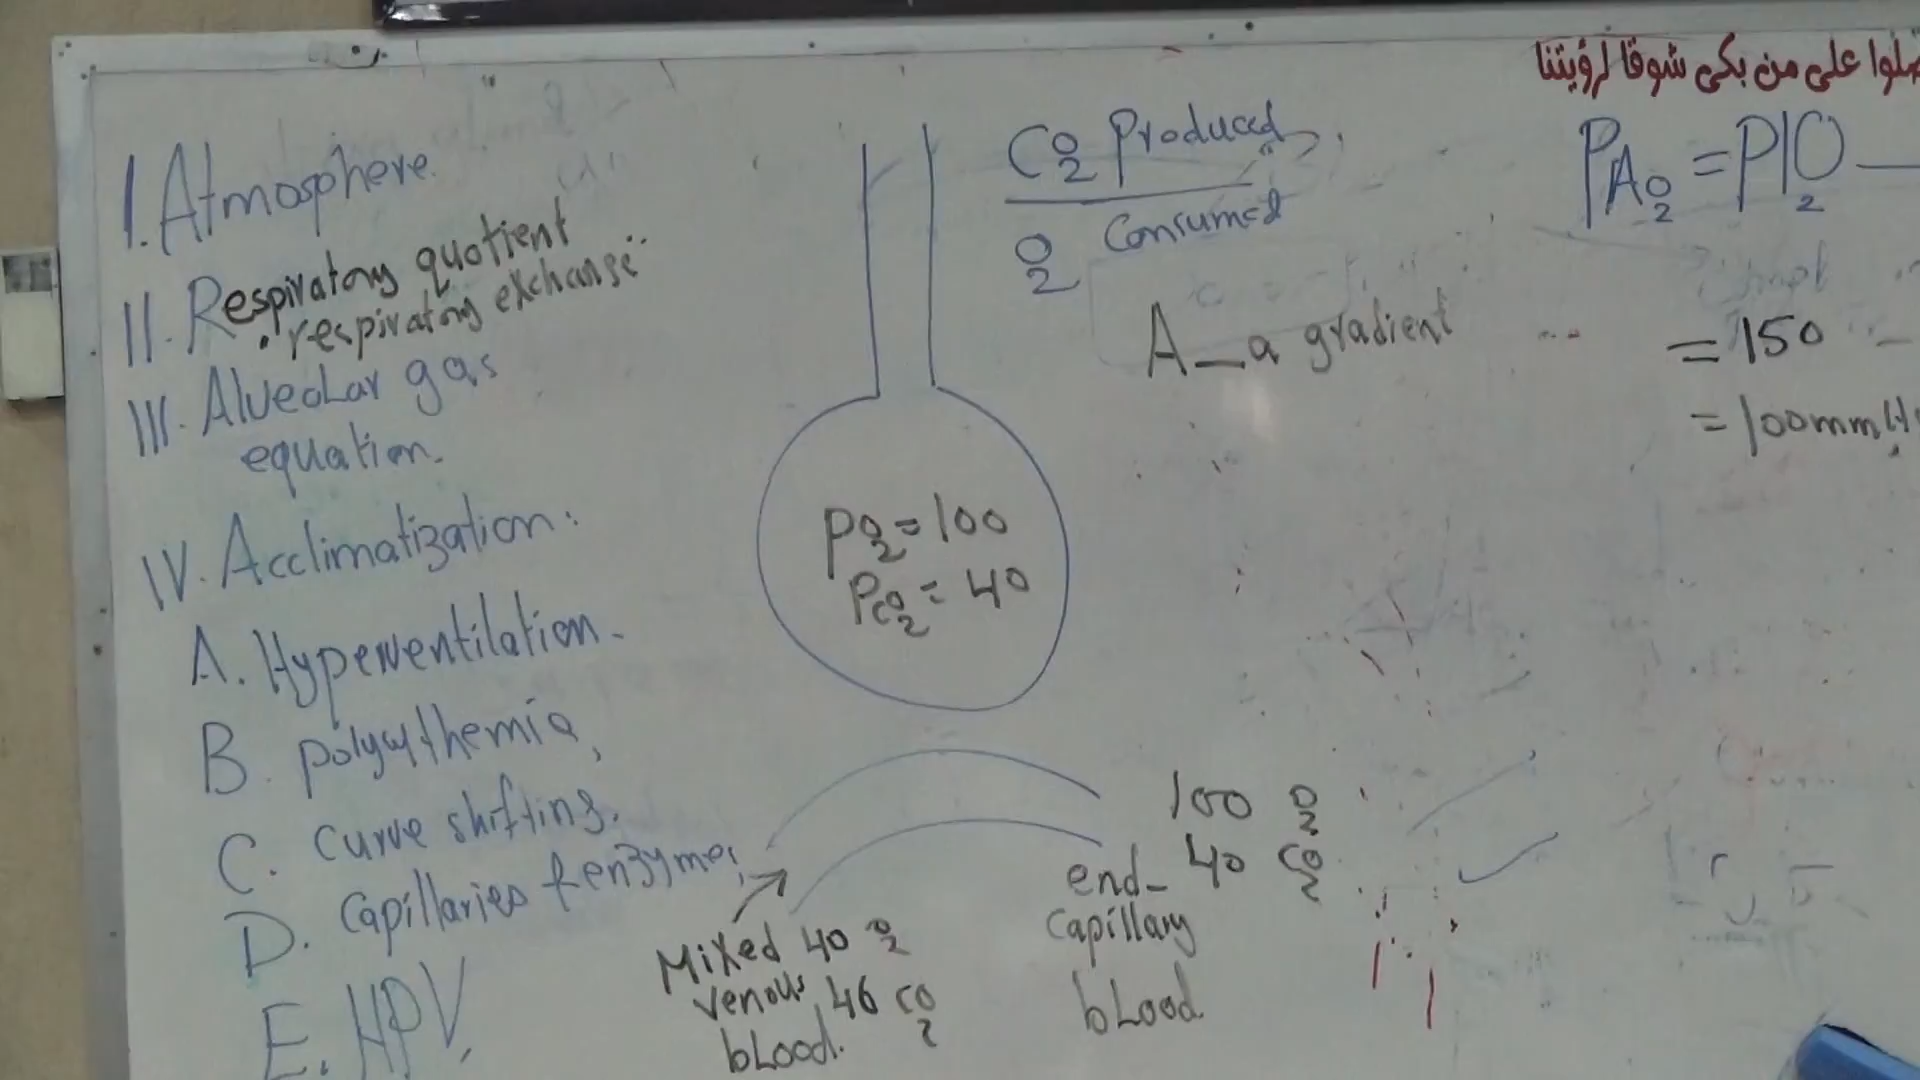 صلوا على من بكى شوقا لرؤيتنا
I. Atmosphere.
II. Respiratory quotient
. respiratory exchange
III. Alveolar gas
equation.
IV. Acclimatization:
A. Hyperventilation.
B. polycythemia,
C. Curve shifting,
D. Capillaries & enzymes,
E. HPV,
CO2 Produced
O2 Consumed
A_a gradient
PAO2 = PIO2 —
= 150 -
= 100mmH
PO2 = 100
PCO2 = 40
Mixed 40 O2
venous 46 CO2
blood.
100 O2
40 CO2
end-
capillary
blood.